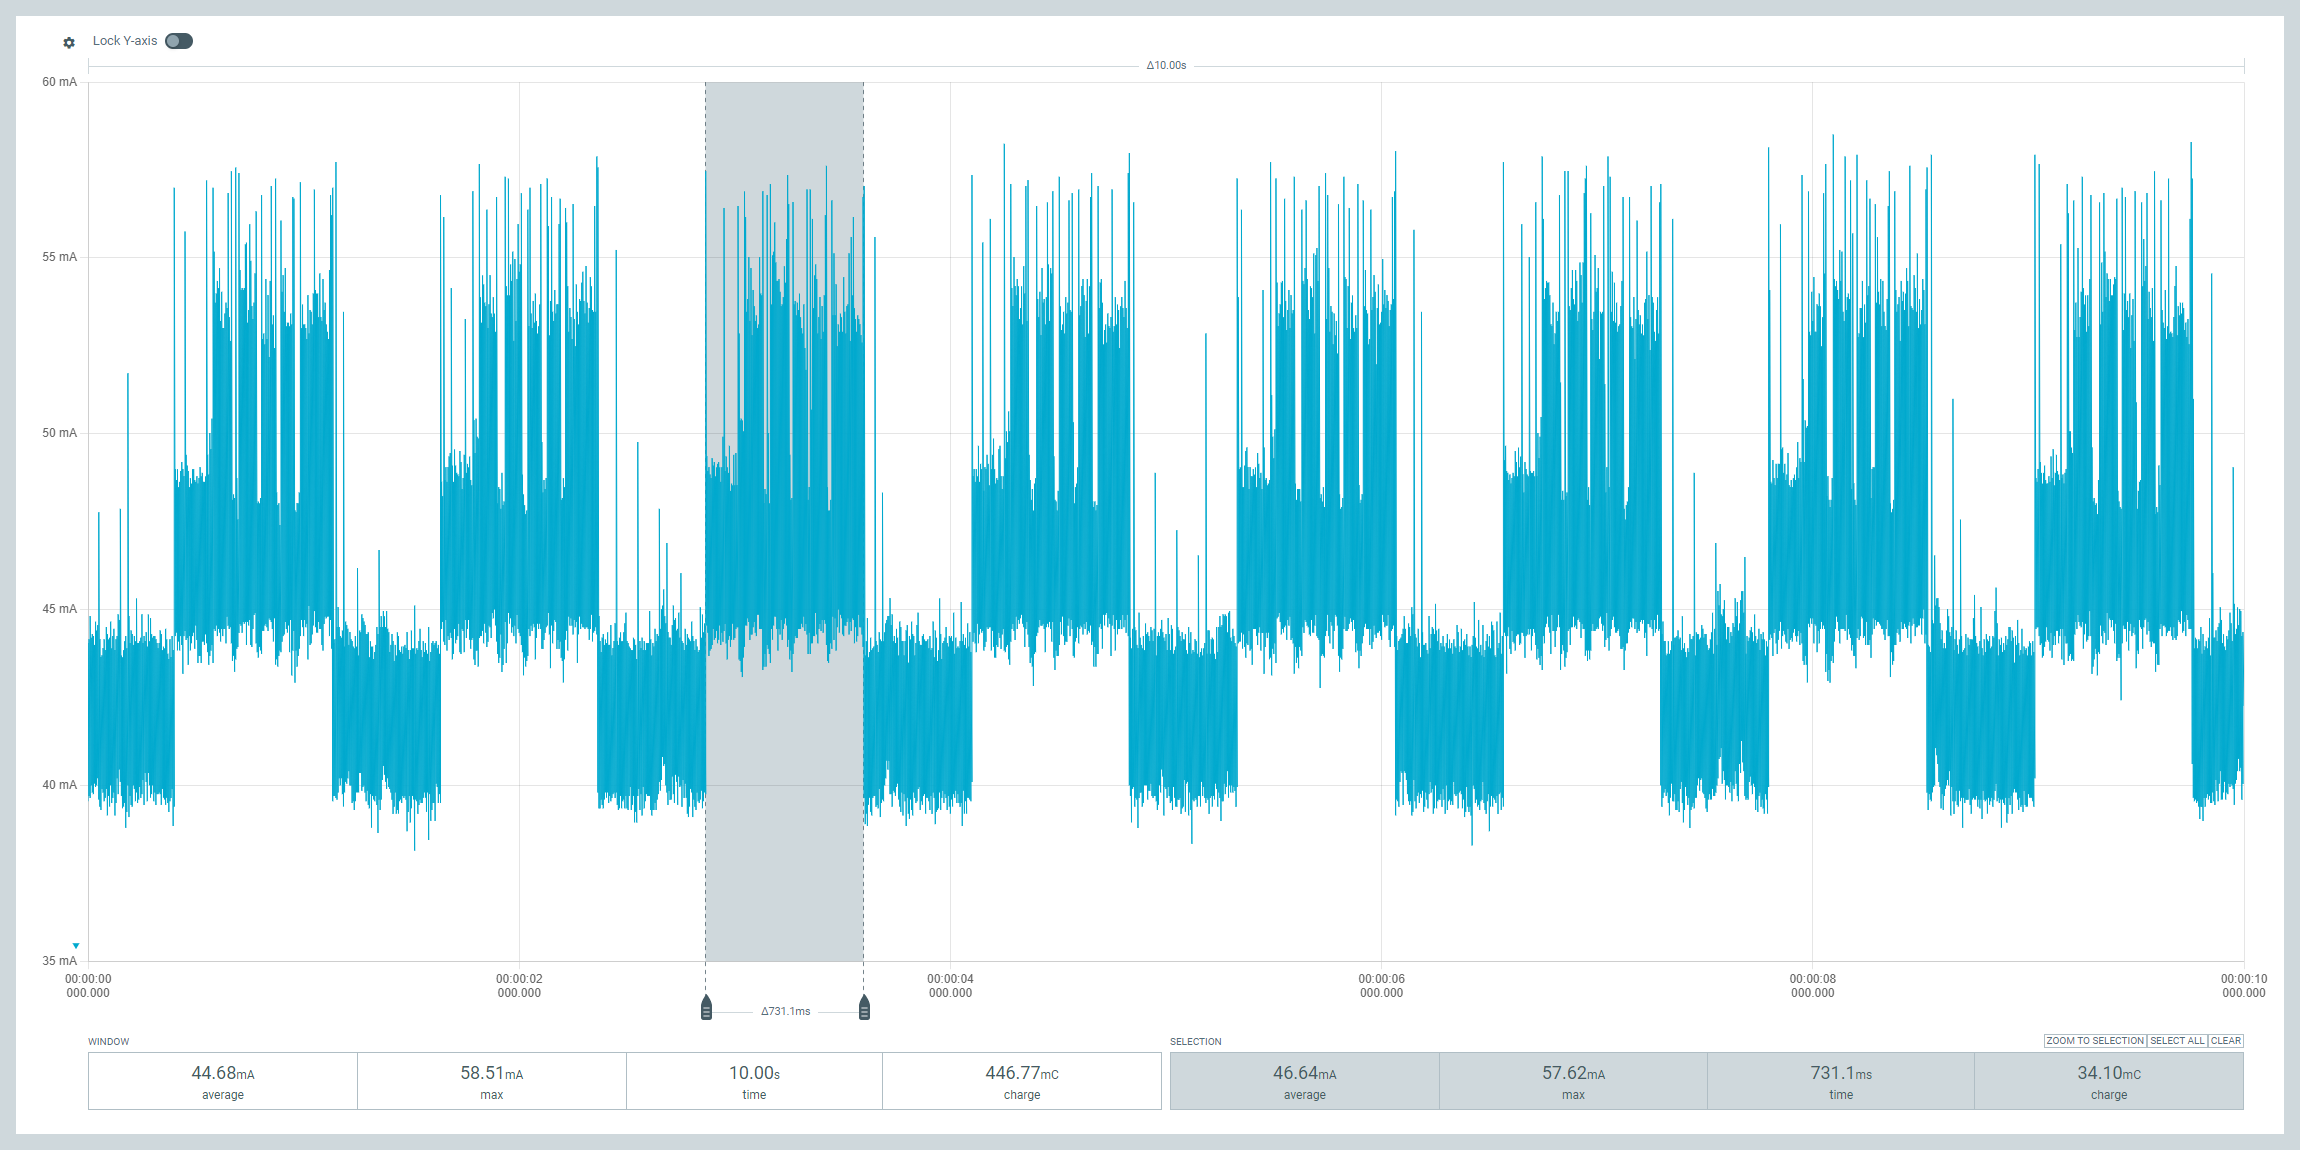 Lock Y-axis
Δ10.00s
60 mA
55 mA
50 mA
45 mA
40 mA
35 mA
00:00:00 00:00:02 00:00:04 00:00:06 00:00:08 00:00:10
000.000 000.000 000.000 000.000 000.000 000.000
Δ731.1ms
WINDOW
44.68mA 58.51mA 10.00s 446.77mC
average max time charge
SELECTION
ZOOM TO SELECTION SELECT ALL CLEAR
46.64mA 57.62mA 731.1ms 34.10mC
average max time charge